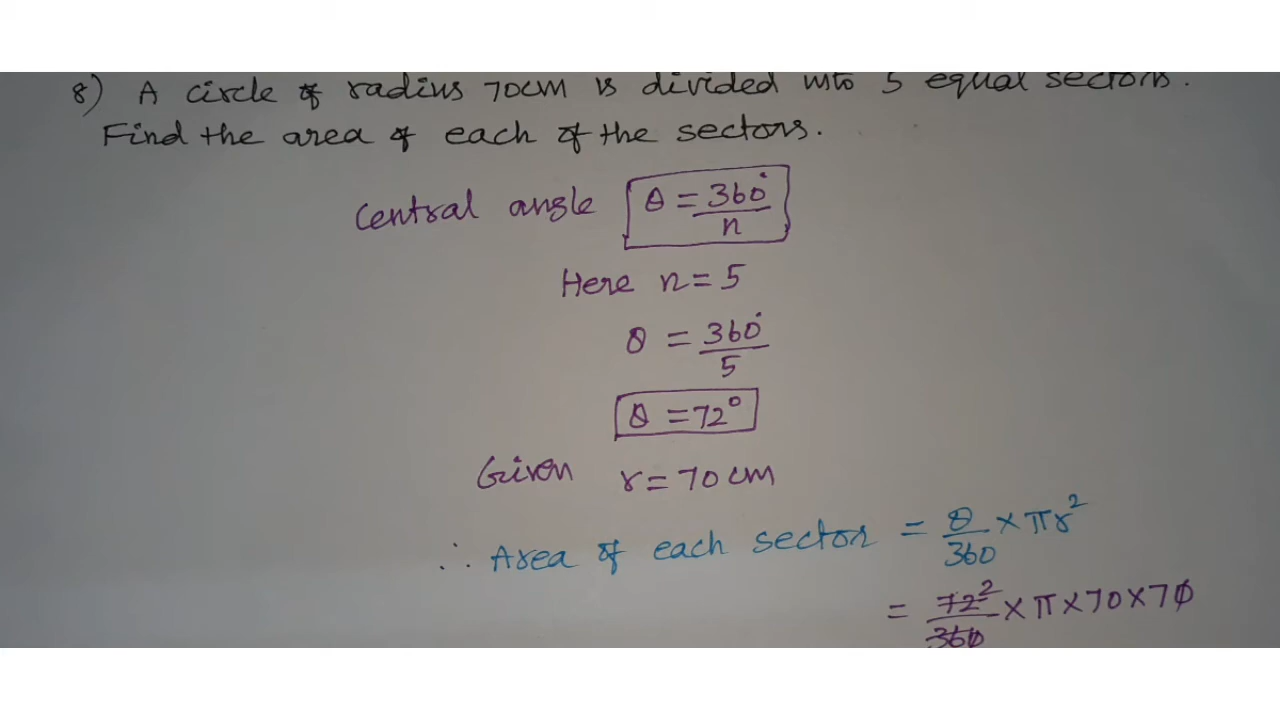 8) A circle of radius 70cm is divided into 5 equal sectors.
Find the area of each of the sectors.
Central angle θ = 360°/n
Here n = 5
θ = 360°/5
θ = 72°
Given r = 70 cm
∴ Area of each sector = θ/360 × πr²
= 72 2/360 × π × 70 × 70